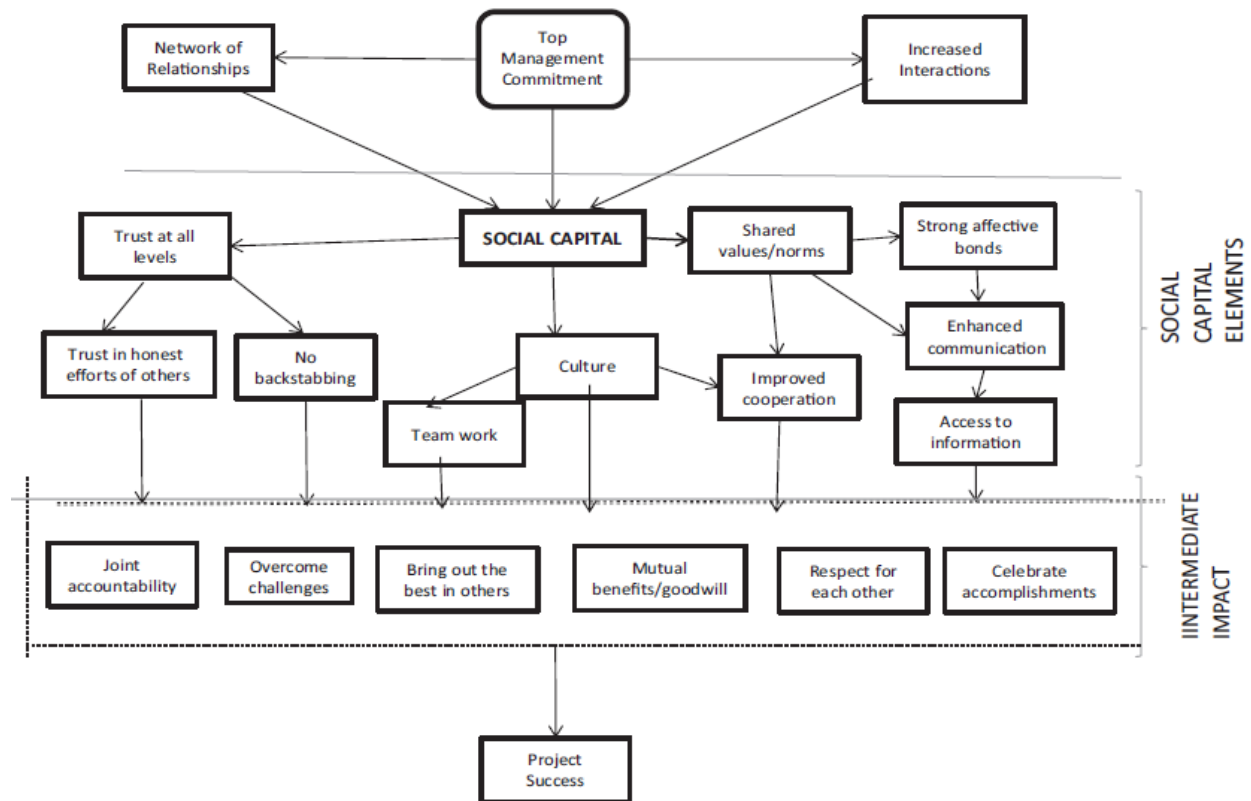 Network of
Relationships
Top
Management
Commitment
Increased
Interactions
Trust at all
levels
SOCIAL CAPITAL
Shared
values/norms
Strong affective
bonds
Trust in honest
efforts of others
No
backstabbing
Culture
Improved
cooperation
Enhanced
communication
Team work
Access to
information
SOCIAL
CAPITAL
ELEMENTS
Joint
accountability
Overcome
challenges
Bring out the
best in others
Mutual
benefits/goodwill
Respect for
each other
Celebrate
accomplishments
IINTERMEDIATE
IMPACT
Project
Success